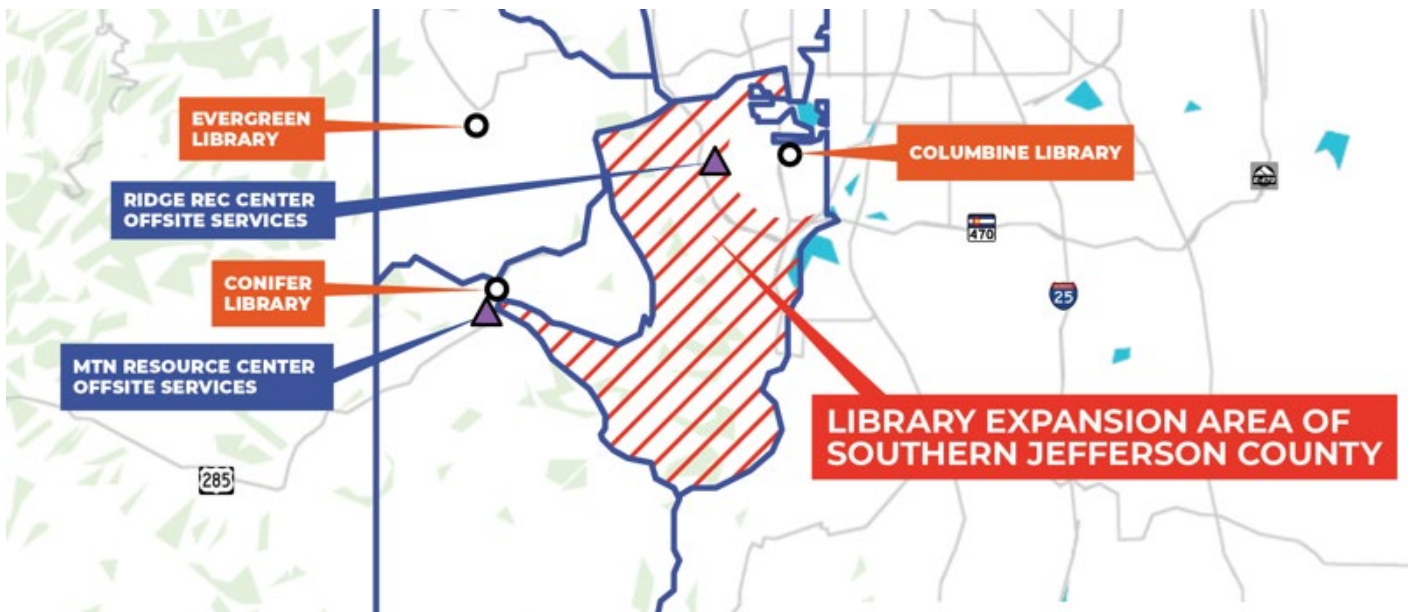 EVERGREEN
LIBRARY
COLUMBINE LIBRARY
RIDGE REC CENTER
OFFSITE SERVICES
E-470
470
CONIFER
LIBRARY
25
MTN RESOURCE CENTER
OFFSITE SERVICES
LIBRARY EXPANSION AREA OF
SOUTHERN JEFFERSON COUNTY
285